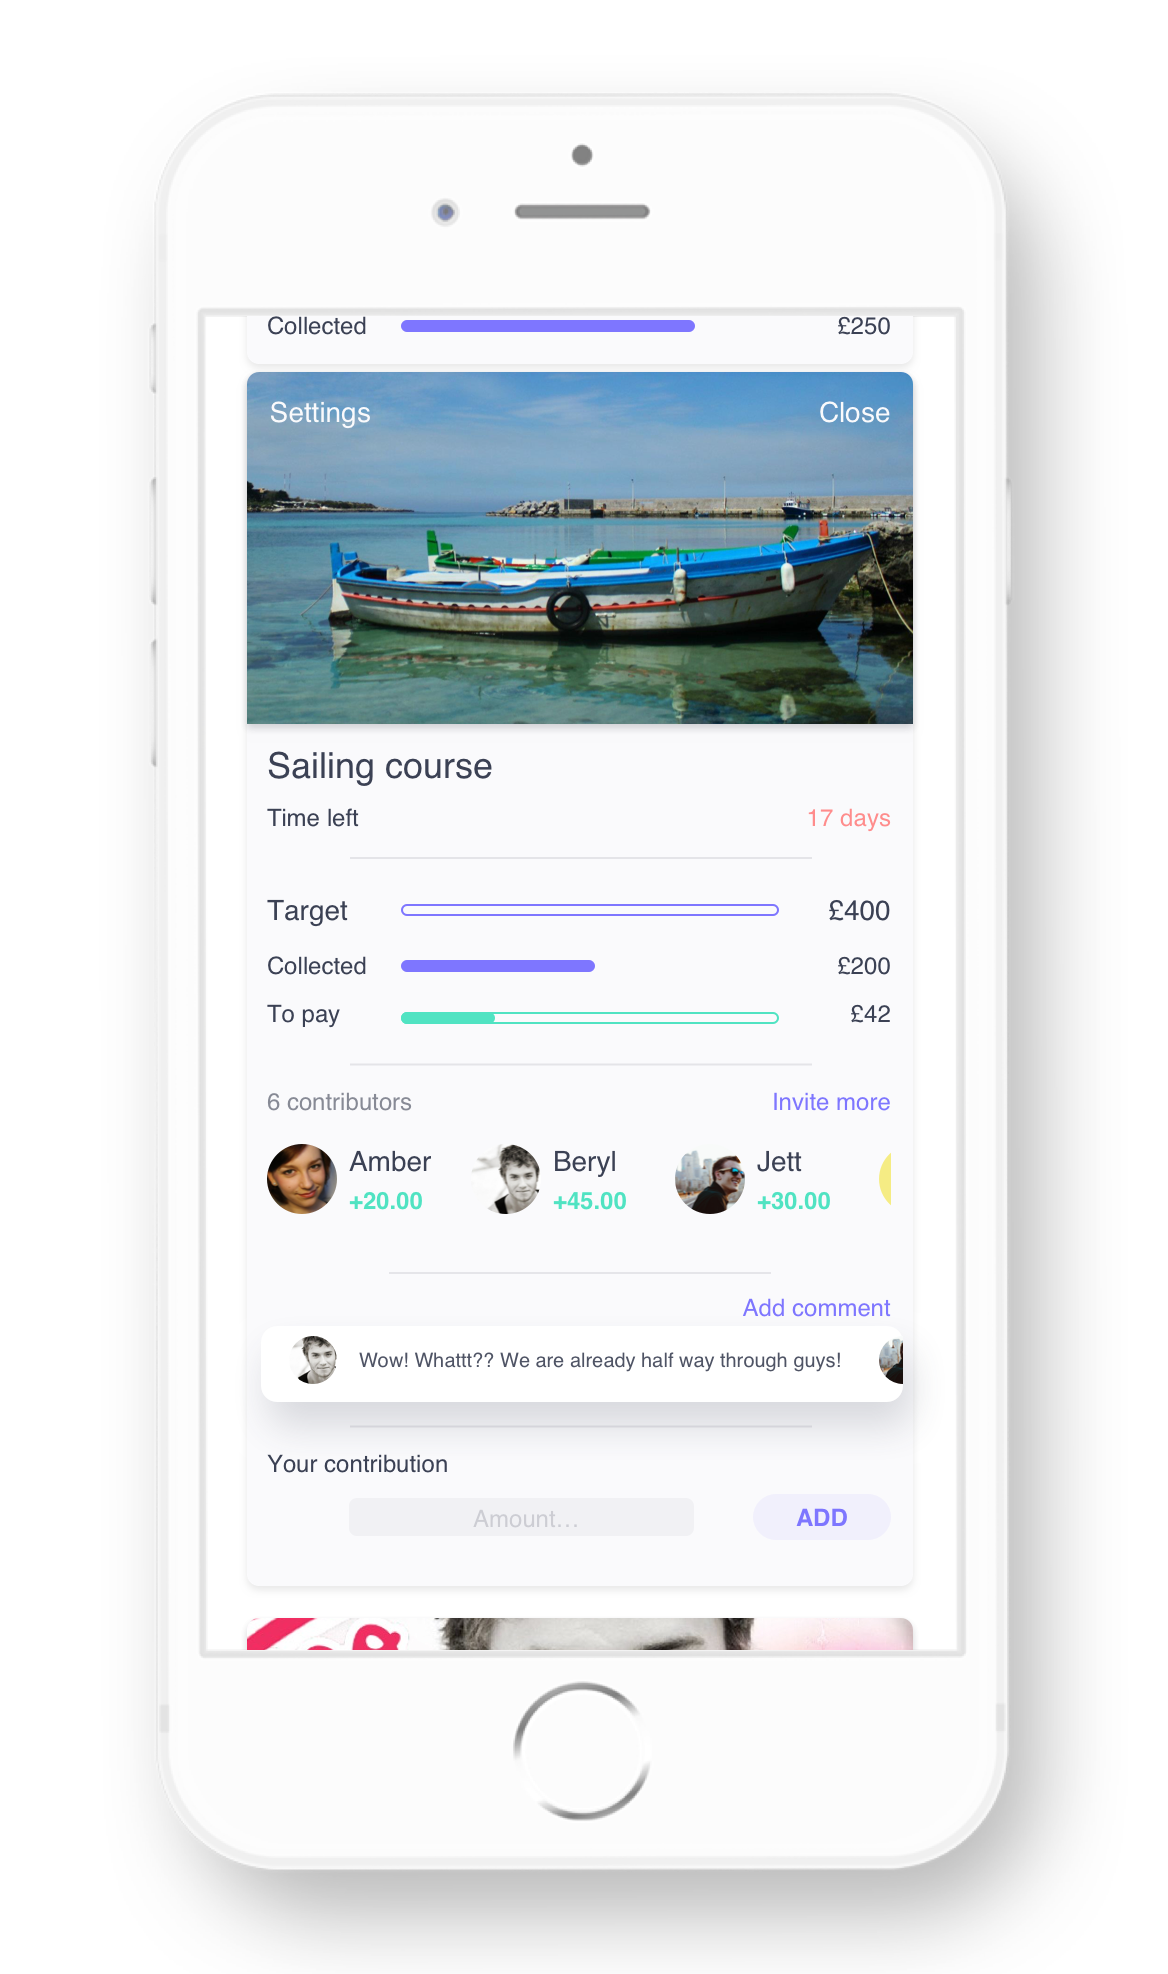 Collected £250
Settings Close
Sailing course
Time left 17 days
Target £400
Collected £200
To pay £42
6 contributors Invite more
Amber Beryl Jett
+20.00 +45.00 +30.00
Add comment
Wow! Whattt?? We are already half way through guys!
Your contribution
Amount... ADD